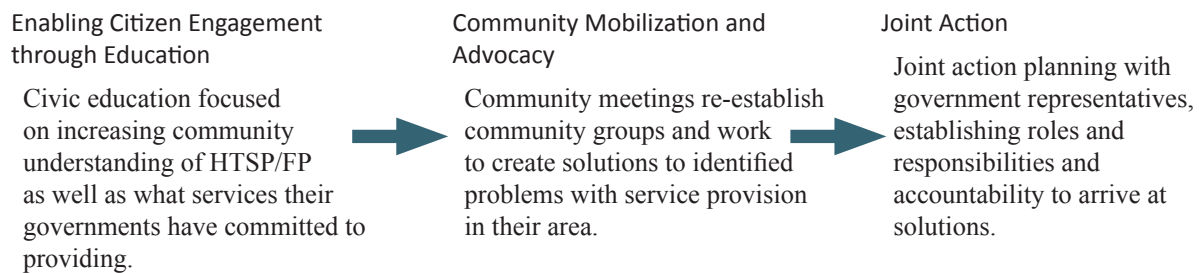 Enabling Citizen Engagement
through Education
Civic education focused
on increasing community
understanding of HTSP/FP
as well as what services their
governments have committed to
providing.
Community Mobilization and
Advocacy
Community meetings re-establish
community groups and work
to create solutions to identified
problems with service provision
in their area.
Joint Action
Joint action planning with
government representatives,
establishing roles and
responsibilities and
accountability to arrive at
solutions.